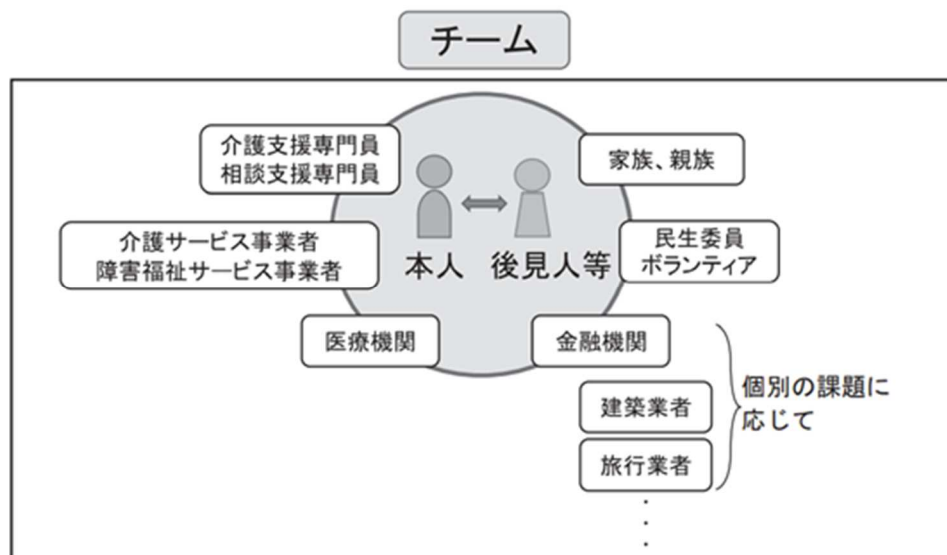 チーム
介護支援専門員
相談支援専門員
家族、親族
介護サービス事業者
障害福祉サービス事業者
本人
後見人等
民生委員
ボランティア
医療機関
金融機関
建築業者
旅行業者
個別の課題に
応じて